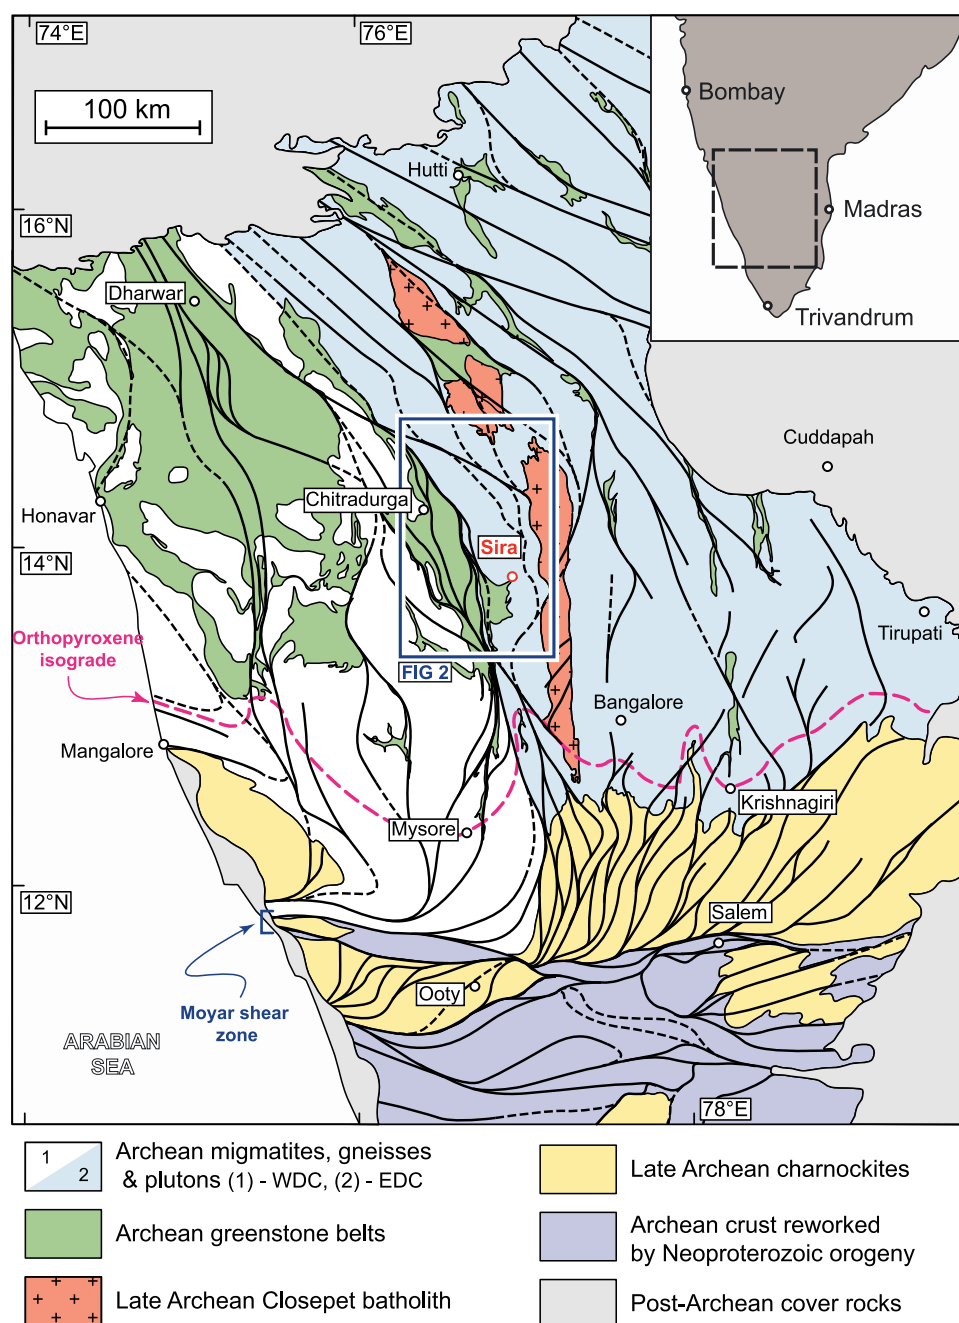 74°E
76°E
100 km
Bombay
Madras
Trivandrum
Hutti
16°N
Dharwar
Cuddapah
Chitradurga
Honavar
Sira
14°N
Tirupati
Orthopyroxene
isograde
FIG 2
Bangalore
Mangalore
Krishnagiri
Mysore
12°N
Salem
Ooty
Moyar shear
zone
ARABIAN
SEA
78°E
1
2
Archean migmatites, gneisses
& plutons (1) - WDC, (2) - EDC
Archean greenstone belts
Late Archean Closepet batholith
Late Archean charnockites
Archean crust reworked
by Neoproterozoic orogeny
Post-Archean cover rocks